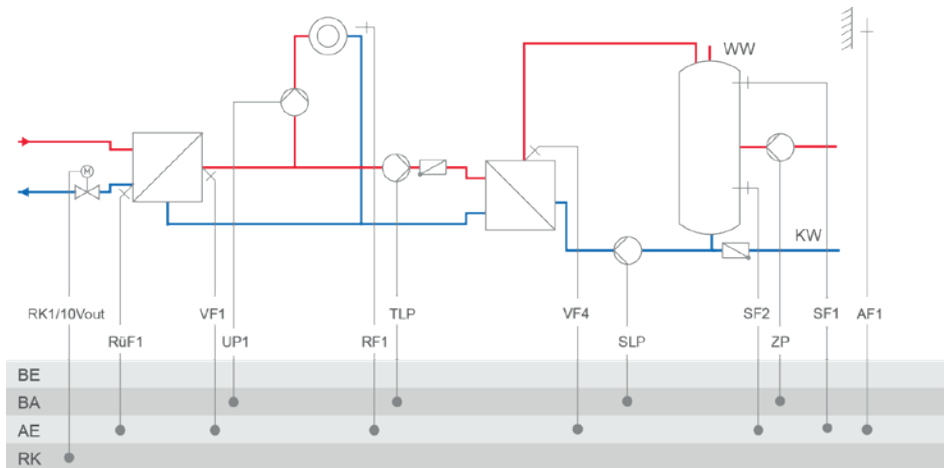 WW
M
KW
RK1/10Vout VF1 TLP VF4 SF2 SF1 AF1
RüF1 UP1 RF1 SLP ZP
BE
BA
AE
RK